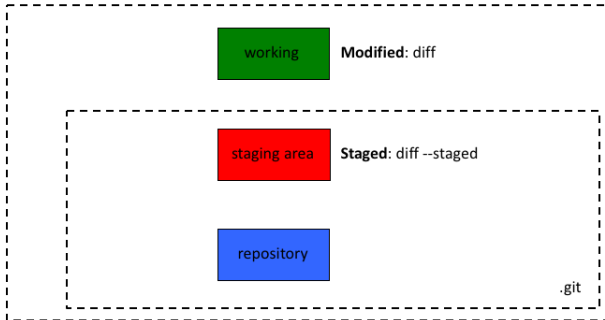 working
Modified: diff
staging area
Staged: diff --staged
repository
.git